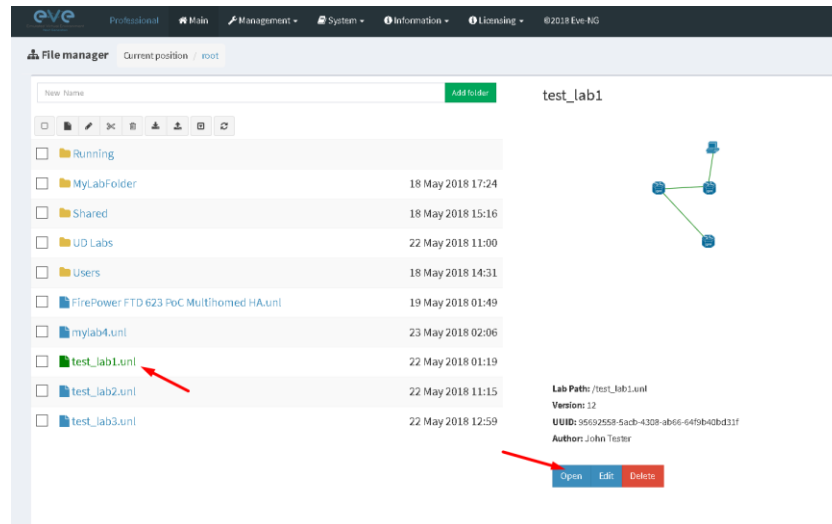 eve Professional Main Management System Information Licensing ©2018 Eve-NG
File manager Current position / root
New Name Add folder
Running
MyLabFolder 18 May 2018 17:24
Shared 18 May 2018 15:16
UD Labs 22 May 2018 11:00
Users 18 May 2018 14:31
FirePower FTD 623 PoC Multihomed HA.unl 19 May 2018 01:49
mylab4.unl 23 May 2018 02:06
test_lab1.unl 22 May 2018 01:19
test_lab2.unl 22 May 2018 11:15
test_lab3.unl 22 May 2018 12:59
test_lab1
Lab Path: /test_lab1.unl
Version: 12
UUID: 95692558-5acb-4308-ab66-64f9b40bd31f
Author: John Tester
Open Edit Delete